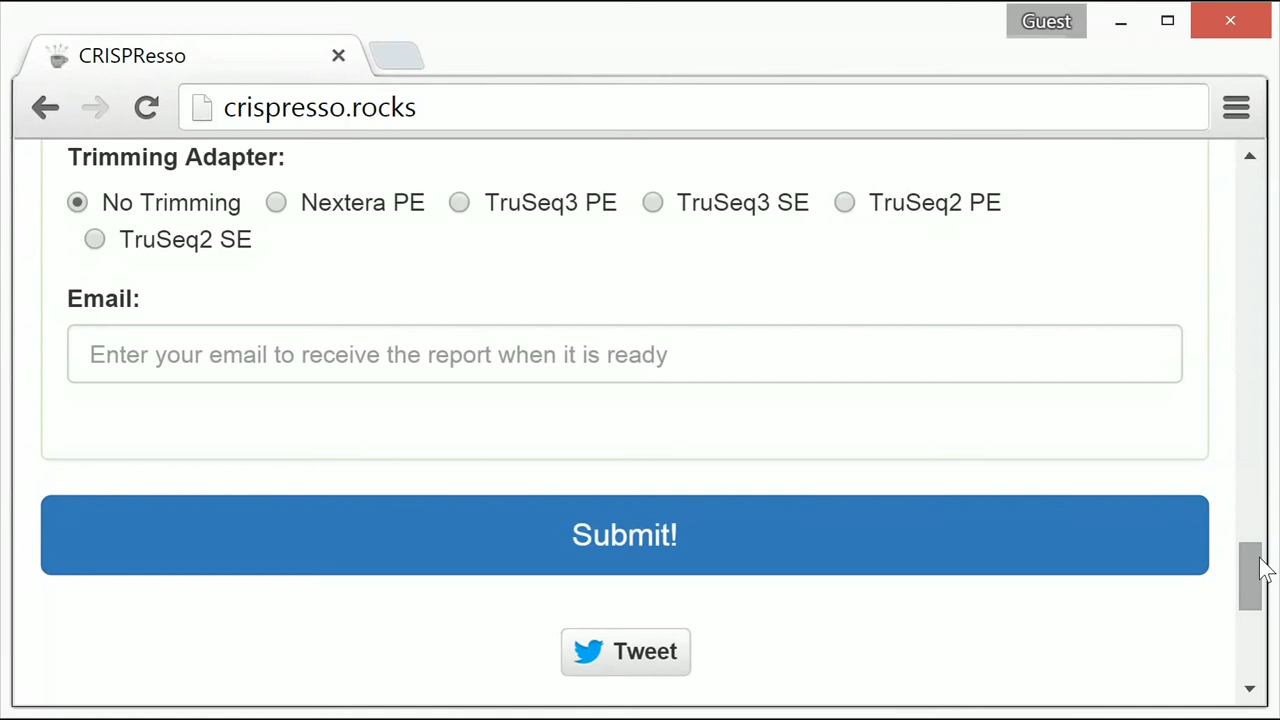 Guest
CRISPResso
crispresso.rocks
Trimming Adapter:
No Trimming Nextera PE TruSeq3 PE TruSeq3 SE TruSeq2 PE
TruSeq2 SE
Email:
Enter your email to receive the report when it is ready
Submit!
Tweet